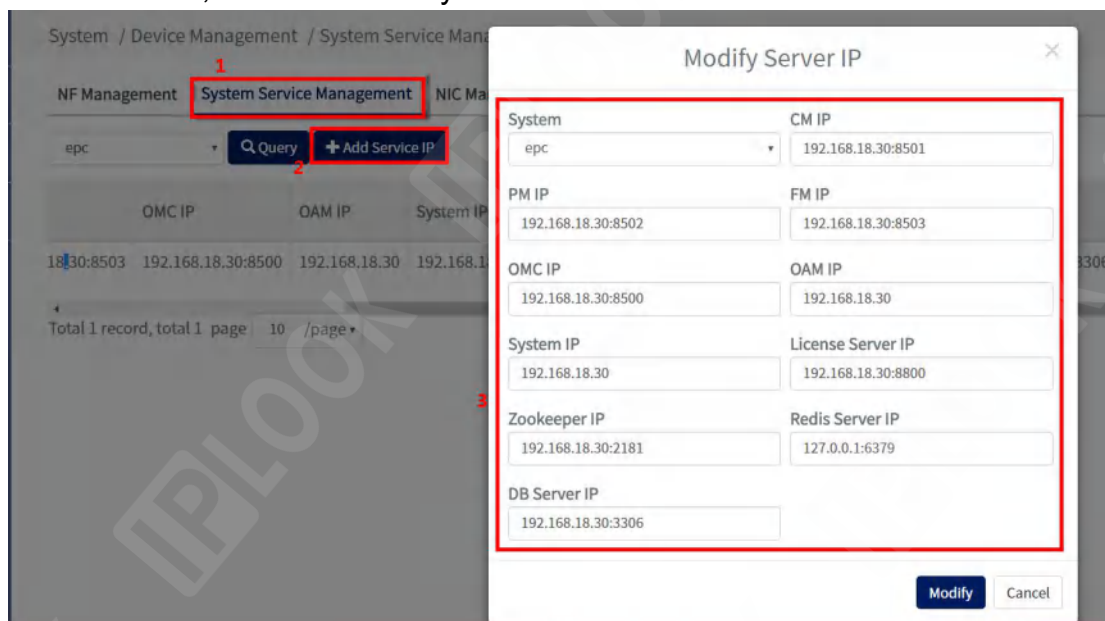 System / Device Management / System Service Mana
1
NF Management System Service Management NIC Ma
epc Query + Add Service IP
2
OMC IP OAM IP System IP
18.30:8503 192.168.18.30:8500 192.168.18.30 192.168.1 3306
Total 1 record, total 1 page 10 /page
3
Modify Server IP ×
System CM IP
epc 192.168.18.30:8501
PM IP FM IP
192.168.18.30:8502 192.168.18.30:8503
OMC IP OAM IP
192.168.18.30:8500 192.168.18.30
System IP License Server IP
192.168.18.30 192.168.18.30:8800
Zookeeper IP Redis Server IP
192.168.18.30:2181 127.0.0.1:6379
DB Server IP
192.168.18.30:3306
Modify Cancel
IPLOOK